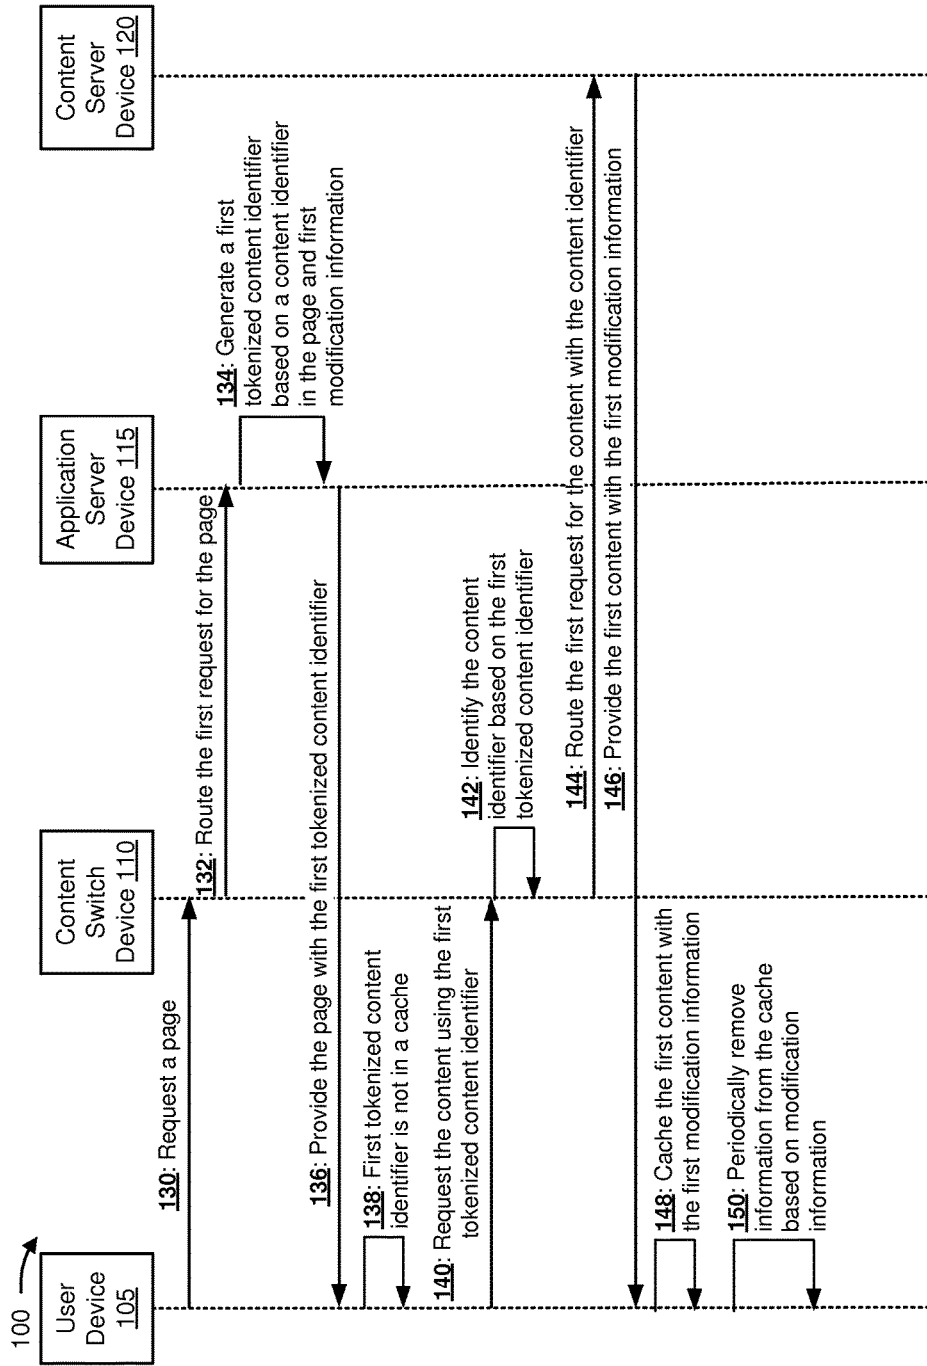 100
User
Device
105
Content
Switch
Device 110
Application
Server
Device 115
Content
Server
Device 120
130: Request a page
132: Route the first request for the page
134: Generate a first
tokenized content identifier
based on a content identifier
in the page and first
modification information
136: Provide the page with the first tokenized content identifier
138: First tokenized content
identifier is not in a cache
140: Request the content using the first
tokenized content identifier
142: Identify the content
identifier based on the first
tokenized content identifier
144: Route the first request for the content with the content identifier
146: Provide the first content with the first modification information
148: Cache the first content with
the first modification information
150: Periodically remove
information from the cache
based on modification
information